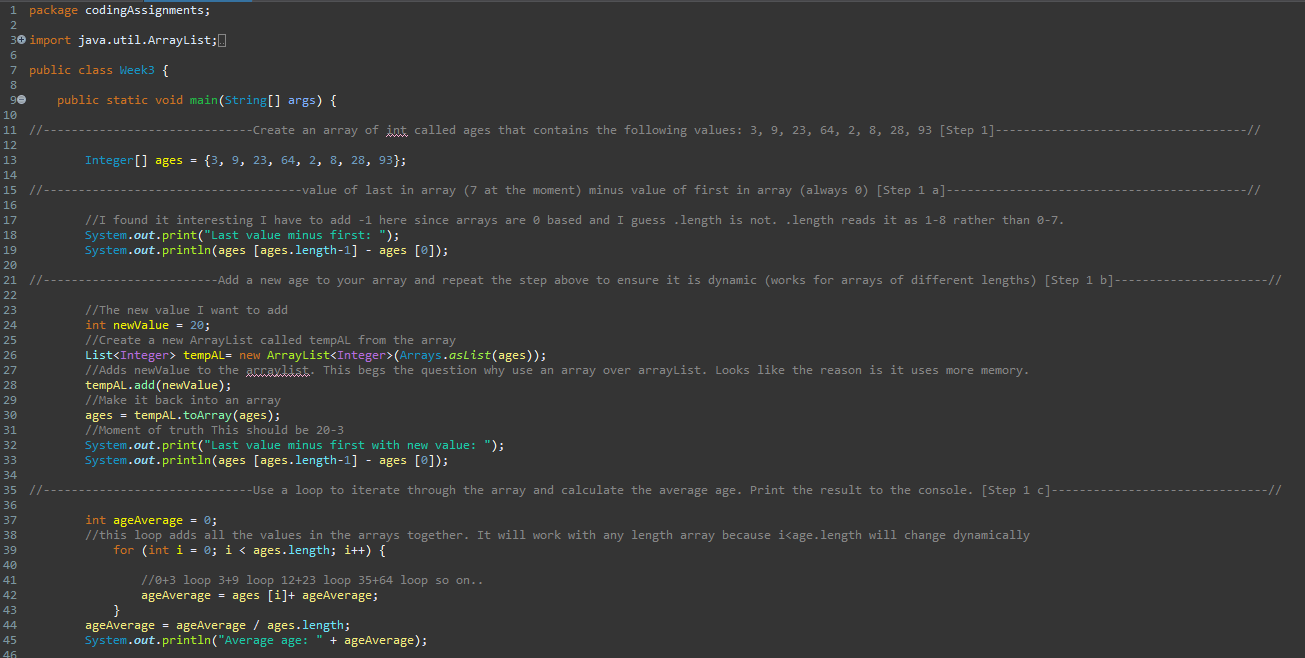 1 package codingAssignments;
2
3 import java.util.ArrayList;
6
7 public class Week3 {
8
9 public static void main(String[] args) {
10
11 //------------------------------Create an array of int called ages that contains the following values: 3, 9, 23, 64, 2, 8, 28, 93 [Step 1]------------------------------------//
12
13 Integer[] ages = {3, 9, 23, 64, 2, 8, 28, 93};
14
15 //-------------------------------------value of last in array (7 at the moment) minus value of first in array (always 0) [Step 1 a]-------------------------------------------//
16
17 //I found it interesting I have to add -1 here since arrays are 0 based and I guess .length is not. .length reads it as 1-8 rather than 0-7.
18 System.out.print("Last value minus first: ");
19 System.out.println(ages [ages.length-1] - ages [0]);
20
21 //-------------------------Add a new age to your array and repeat the step above to ensure it is dynamic (works for arrays of different lengths) [Step 1 b]----------------------//
22
23 //The new value I want to add
24 int newValue = 20;
25 //Create a new ArrayList called tempAL from the array
26 List<Integer> tempAL= new ArrayList<Integer>(Arrays.asList(ages));
27 //Adds newValue to the arraylist. This begs the question why use an array over arrayList. Looks like the reason is it uses more memory.
28 tempAL.add(newValue);
29 //Make it back into an array
30 ages = tempAL.toArray(ages);
31 //Moment of truth This should be 20-3
32 System.out.print("Last value minus first with new value: ");
33 System.out.println(ages [ages.length-1] - ages [0]);
34
35 //------------------------------Use a loop to iterate through the array and calculate the average age. Print the result to the console. [Step 1 c]-------------------------------//
36
37 int ageAverage = 0;
38 //this loop adds all the values in the arrays together. It will work with any length array because i<age.length will change dynamically
39 for (int i = 0; i < ages.length; i++) {
40
41 //0+3 loop 3+9 loop 12+23 loop 35+64 loop so on..
42 ageAverage = ages [i]+ ageAverage;
43 }
44 ageAverage = ageAverage / ages.length;
45 System.out.println("Average age: " + ageAverage);
46